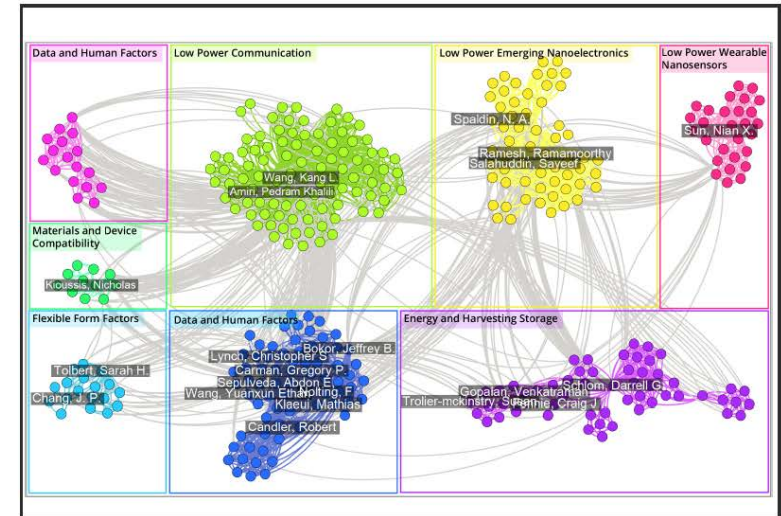 Data and Human Factors
Low Power Communication
Low Power Emerging Nanoelectronics
Low Power Wearable
Nanosensors
Spaldin, N. A.
Sun, Nian X.
Ramesh, Ramamoorthy
Salahuddin, Sayeef
Wang, Kang L.
Amiri, Pedram Khalili
Materials and Device
Compatibility
Kioussis, Nicholas
Flexible Form Factors
Tolbert, Sarah H.
Chang, J. P.
Data and Human Factors
Bokor, Jeffrey B
Lynch, Christopher S
Carman, Gregory P.
Sepulveda, Abdon E
Wang, Yuanxun Ethan
Nolting, F.
Klaeui, Mathias
Candler, Robert
Energy and Harvesting Storage
Schlom, Darrell G.
Gopalan, Venkatraman
Trolier-mckinstry,
Craig J